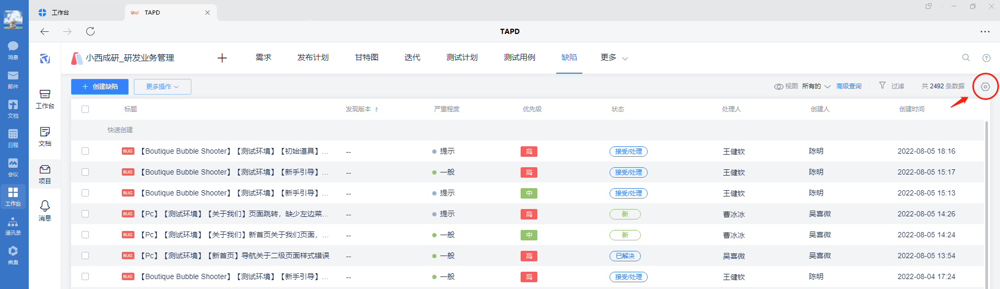 工作台
TAPD
TAPD
消息
邮件
文档
日程
会议
工作台
通讯录
微盘
工作台
文档
项目
消息
小西成研_研发业务管理
需求 发布计划 甘特图 迭代 测试计划 测试用例 缺陷 更多
创建缺陷 更多操作 视图 所有的 高级查询 过滤 共 2492 条数据
标题 发现版本 严重程度 优先级 状态 处理人 创建人 创建时间
快速创建
BUG 【Boutique Bubble Shooter】【测试环境】【初始道具】... -- 提示 高 接受/处理 王健钦 陈明 2022-08-05 18:16
BUG 【Boutique Bubble Shooter】【测试环境】【新手引导】... -- 一般 高 接受/处理 王健钦 陈明 2022-08-05 15:17
BUG 【Boutique Bubble Shooter】【测试环境】【新手引导】... -- 提示 中 接受/处理 王健钦 陈明 2022-08-05 15:13
BUG 【Pc】【测试环境】【关于我们】页面跳转，缺少左边菜... -- 提示 高 新 曹冰冰 吴喜微 2022-08-05 14:26
BUG 【Pc】【测试环境】【关于我们】新首页关于我们页面，... -- 一般 中 新 曹冰冰 吴喜微 2022-08-05 14:24
BUG 【Pc】【测试环境】【新首页】导航关于二级页面样式错误 -- 一般 高 已解决 吴喜微 吴喜微 2022-08-05 13:54
BUG 【Boutique Bubble Shooter】【测试环境】【新手引导】... -- 一般 高 接受/处理 王健钦 陈明 2022-08-04 17:24